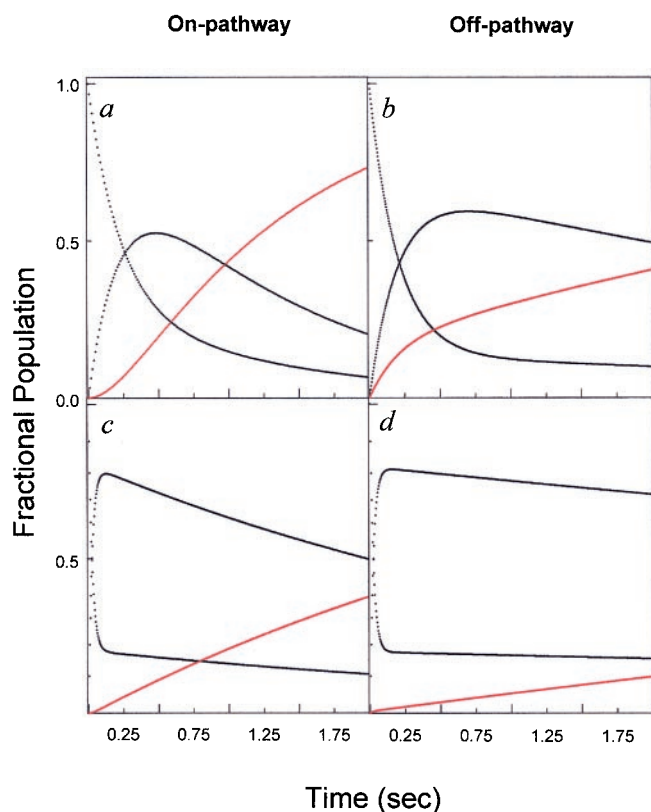 On-pathway Off-pathway
1.0 a b
0.5
0.0
c d
0.5
0.25 0.75 1.25 1.75 0.25 0.75 1.25 1.75
Fractional Population
Time (sec)